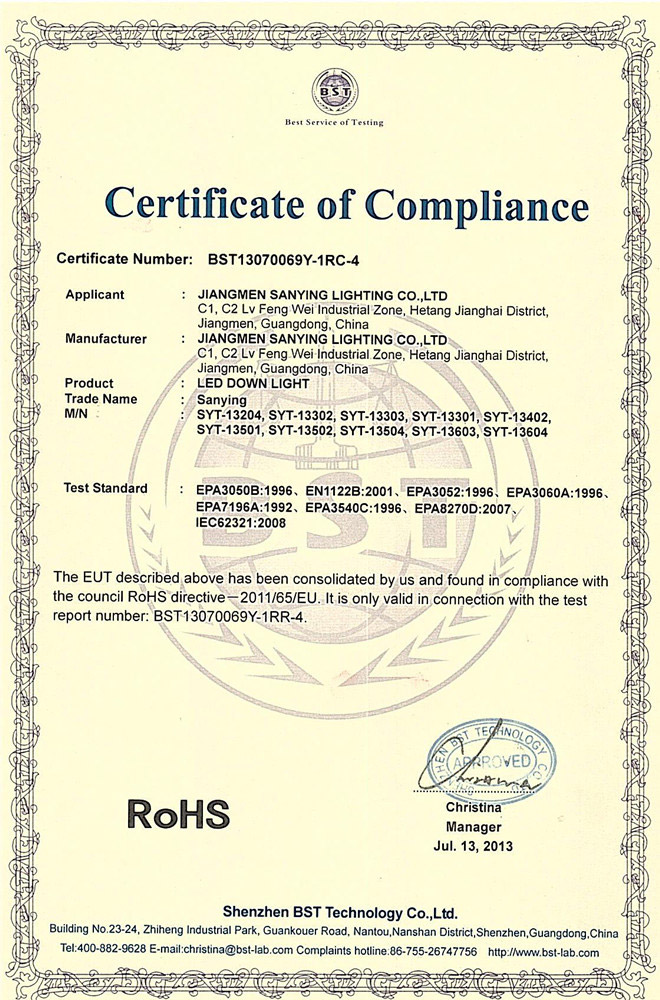 BST
Best Service of Testing
Certificate of Compliance
Certificate Number: BST13070069Y-1RC-4
Applicant : JIANGMEN SANYING LIGHTING CO.,LTD
C1, C2 Lv Feng Wei Industrial Zone, Hetang Jianghai District,
Jiangmen, Guangdong, China
Manufacturer : JIANGMEN SANYING LIGHTING CO.,LTD
C1, C2 Lv Feng Wei Industrial Zone, Hetang Jianghai District,
Jiangmen, Guangdong, China
Product : LED DOWN LIGHT
Trade Name : Sanying
M/N : SYT-13204, SYT-13302, SYT-13303, SYT-13301, SYT-13402,
SYT-13501, SYT-13502, SYT-13504, SYT-13603, SYT-13604
BST
Test Standard : EPA3050B:1996、EN1122B:2001、EPA3052:1996、EPA3060A:1996、
EPA7196A:1992、EPA3540C:1996、EPA8270D:2007、
IEC62321:2008
The EUT described above has been consolidated by us and found in compliance with
the council RoHS directive—2011/65/EU. It is only valid in connection with the test
report number: BST13070069Y-1RR-4.
BST TECHNOLOGY CO
APPROVED
RoHS
Christina
Manager
Jul. 13, 2013
Shenzhen BST Technology Co.,Ltd.
Building No.23-24, Zhiheng Industrial Park, Guankouer Road, Nantou,Nanshan District,Shenzhen,Guangdong,China
Tel:400-882-9628 E-mail:christina@bst-lab.com Complaints hotline:86-755-26747756 http://www.bst-lab.com